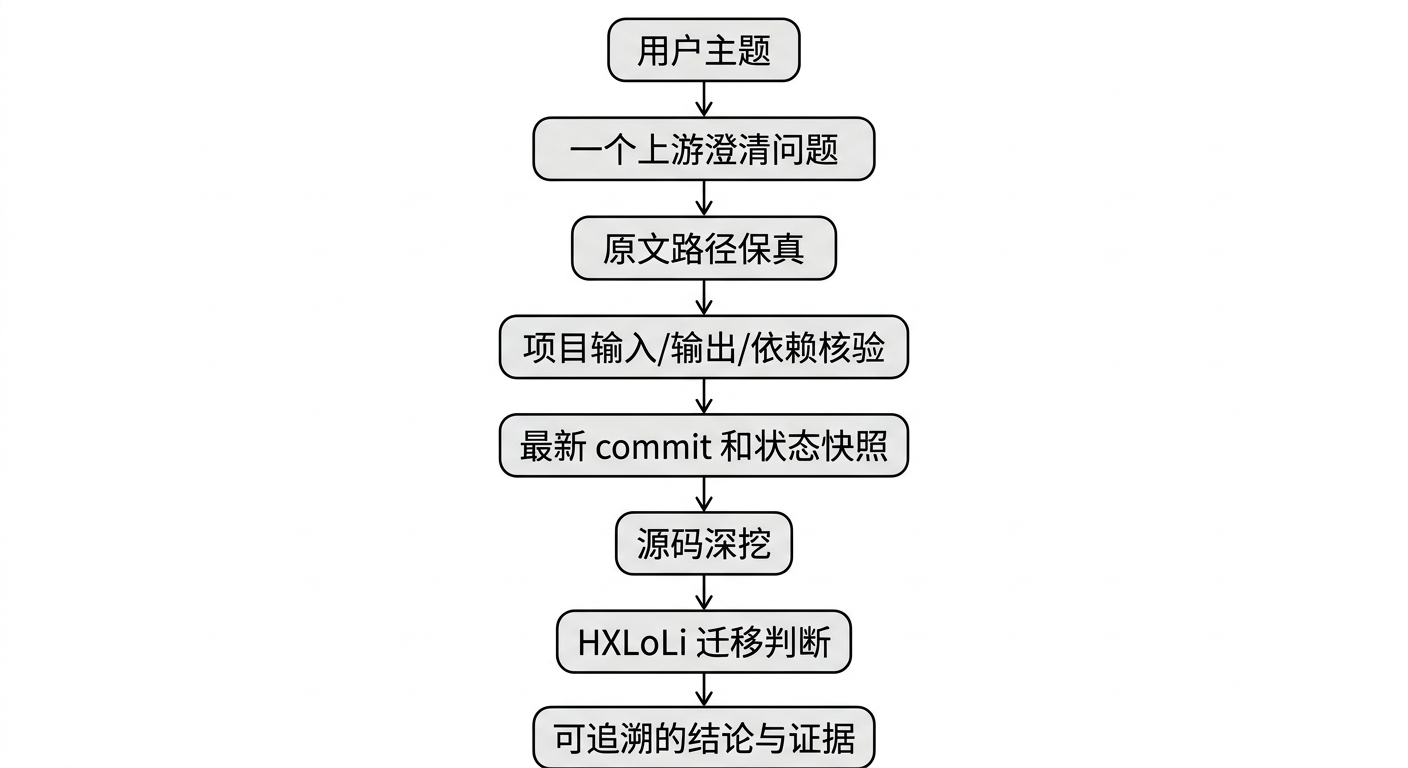 用户主题
一个上游澄清问题
原文路径保真
项目输入/输出/依赖核验
最新 commit 和状态快照
源码深挖
HXLoLi 迁移判断
可追溯的结论与证据